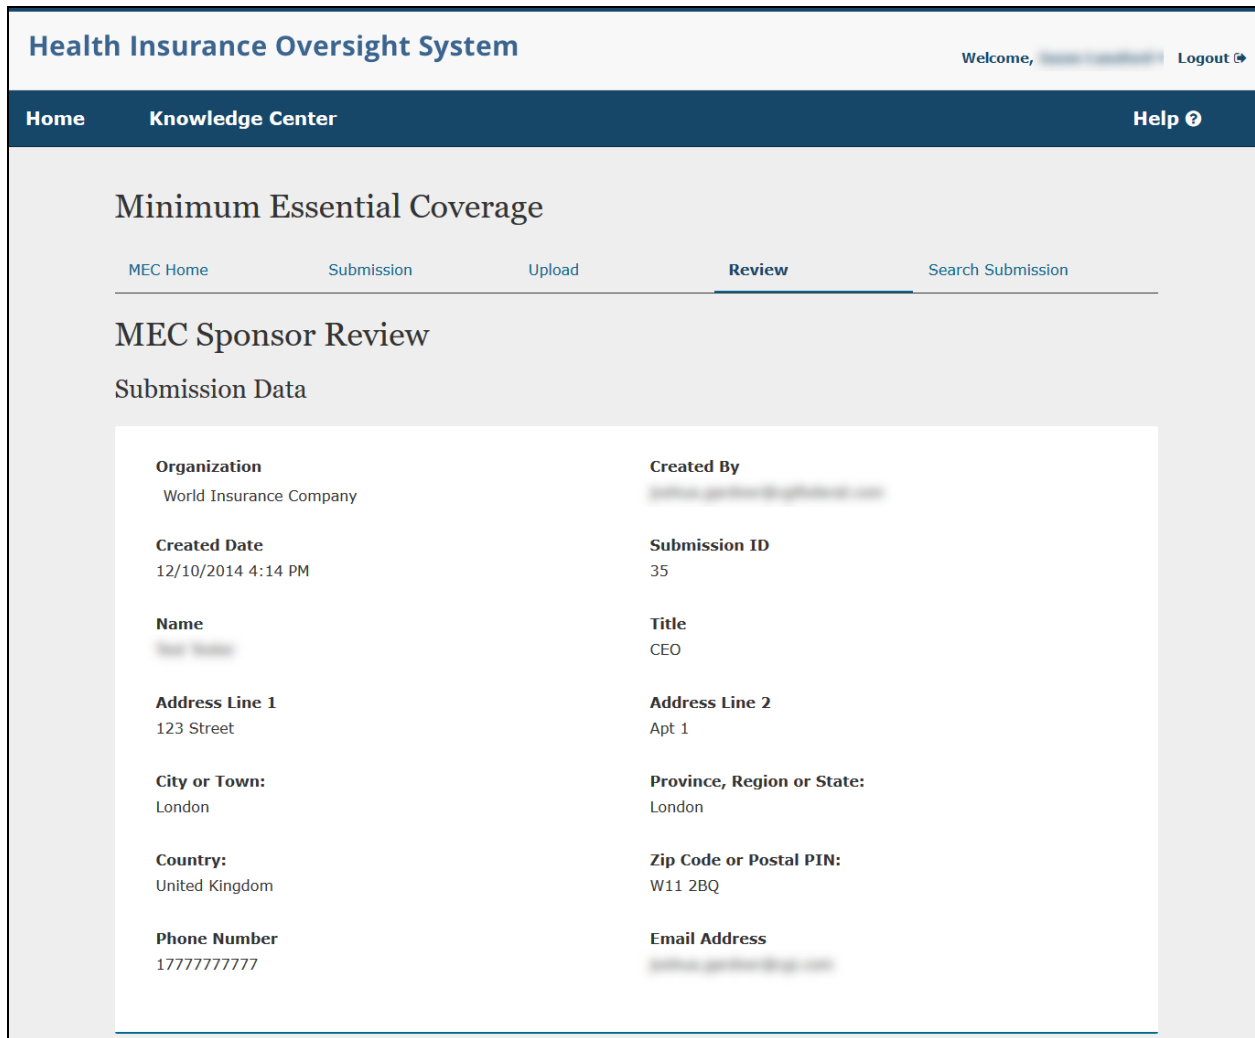 Health Insurance Oversight System
Welcome, Logout
Home Knowledge Center Help
Minimum Essential Coverage
MEC Home Submission Upload Review Search Submission
MEC Sponsor Review
Submission Data
Organization Created By
World Insurance Company
Created Date Submission ID
12/10/2014 4:14 PM 35
Name Title
CEO
Address Line 1 Address Line 2
123 Street Apt 1
City or Town: Province, Region or State:
London London
Country: Zip Code or Postal PIN:
United Kingdom W11 2BQ
Phone Number Email Address
17777777777